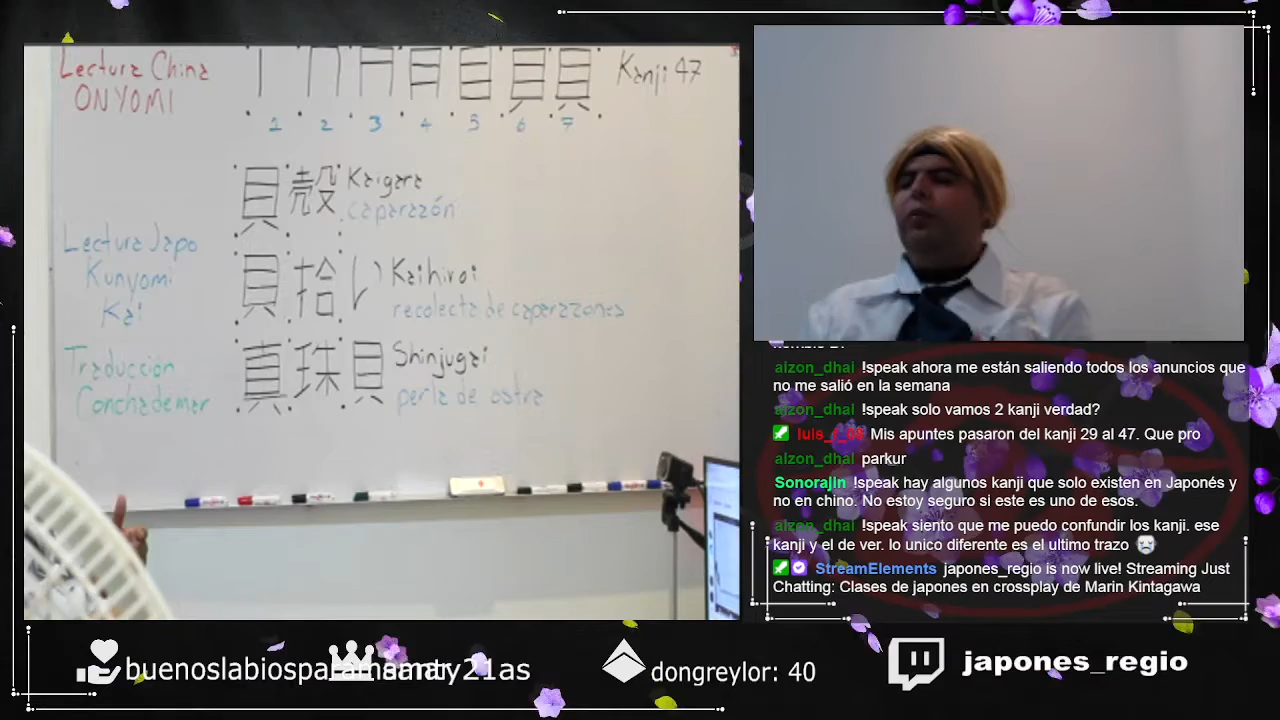 Lectura China
ONYOMI
Kanji 47
1 2 3 4 5 6 7
貝殻 Kaigara
caparazón
Lectura Japo
Kunyomi
Kai
貝拾い Kaihiroi
recolecta de caparazones
真珠貝 Shinjugai
perla de ostra
Traducción
Concha de mar
aizon_dhal !speak ahora me están saliendo todos los anuncios que
no me salió en la semana
aizon_dhal !speak solo vamos 2 kanji verdad?
Mis apuntes pasaron del kanji 29 al 47. Que pro
aizon_dhal parkur
Sonorajin !speak hay algunos kanji que solo existen en Japonés y
no en chino. No estoy seguro si este es uno de esos.
aizon_dhal !speak siento que me puedo confundir los kanji. ese
kanji y el de ver. lo unico diferente es el ultimo trazo
StreamElements japones_regio is now live! Streaming Just
Chatting: Clases de japones en crossplay de Marin Kintagawa
dongreylor: 40
japones_regio